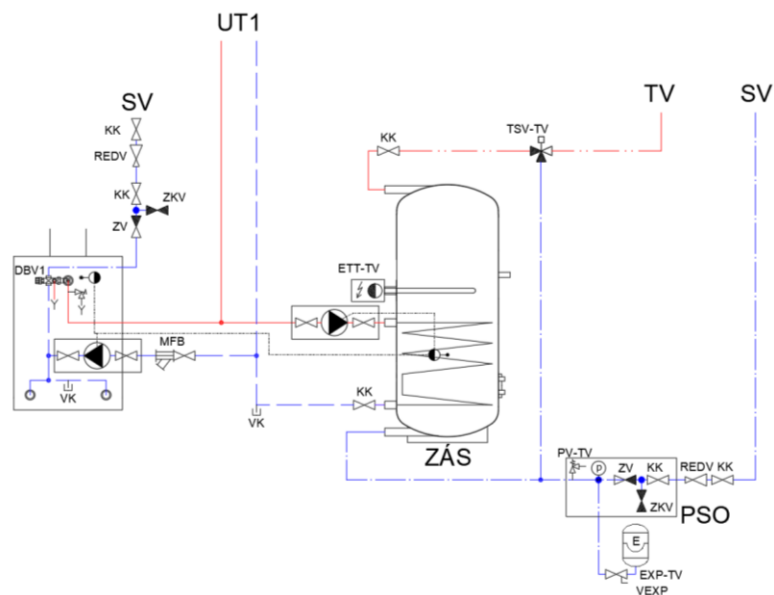 UT1
SV
TV
SV
KK
TSV-TV
KK
REDV
KK
ZKV
ZV
DBV1
ETT-TV
MFB
KK
VK
VK
ZÁS
PV-TV
P
ZV
KK
REDV
KK
ZKV
PSO
E
EXP-TV
VEXP